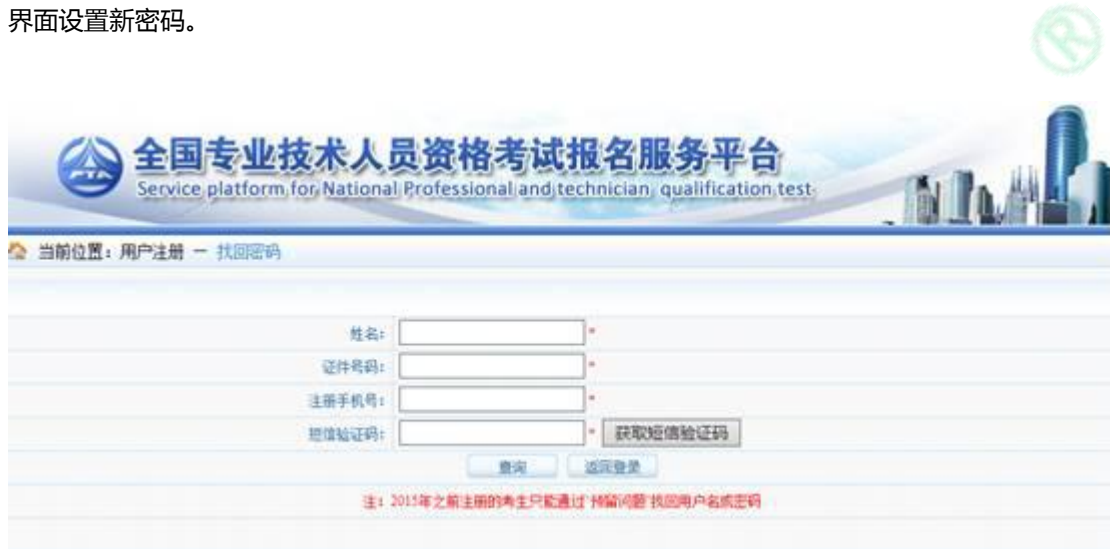 界面设置新密码。
®
全国专业技术人员资格考试报名服务平台
Service platform for National Professional and technician qualification test
当前位置：用户注册 — 找回密码
姓名： *
证件号码： *
注册手机号： *
短信验证码： * 获取短信验证码
查询 返回登录
注：2015年之前注册的考生只能通过'预留问题'找回用户名或密码